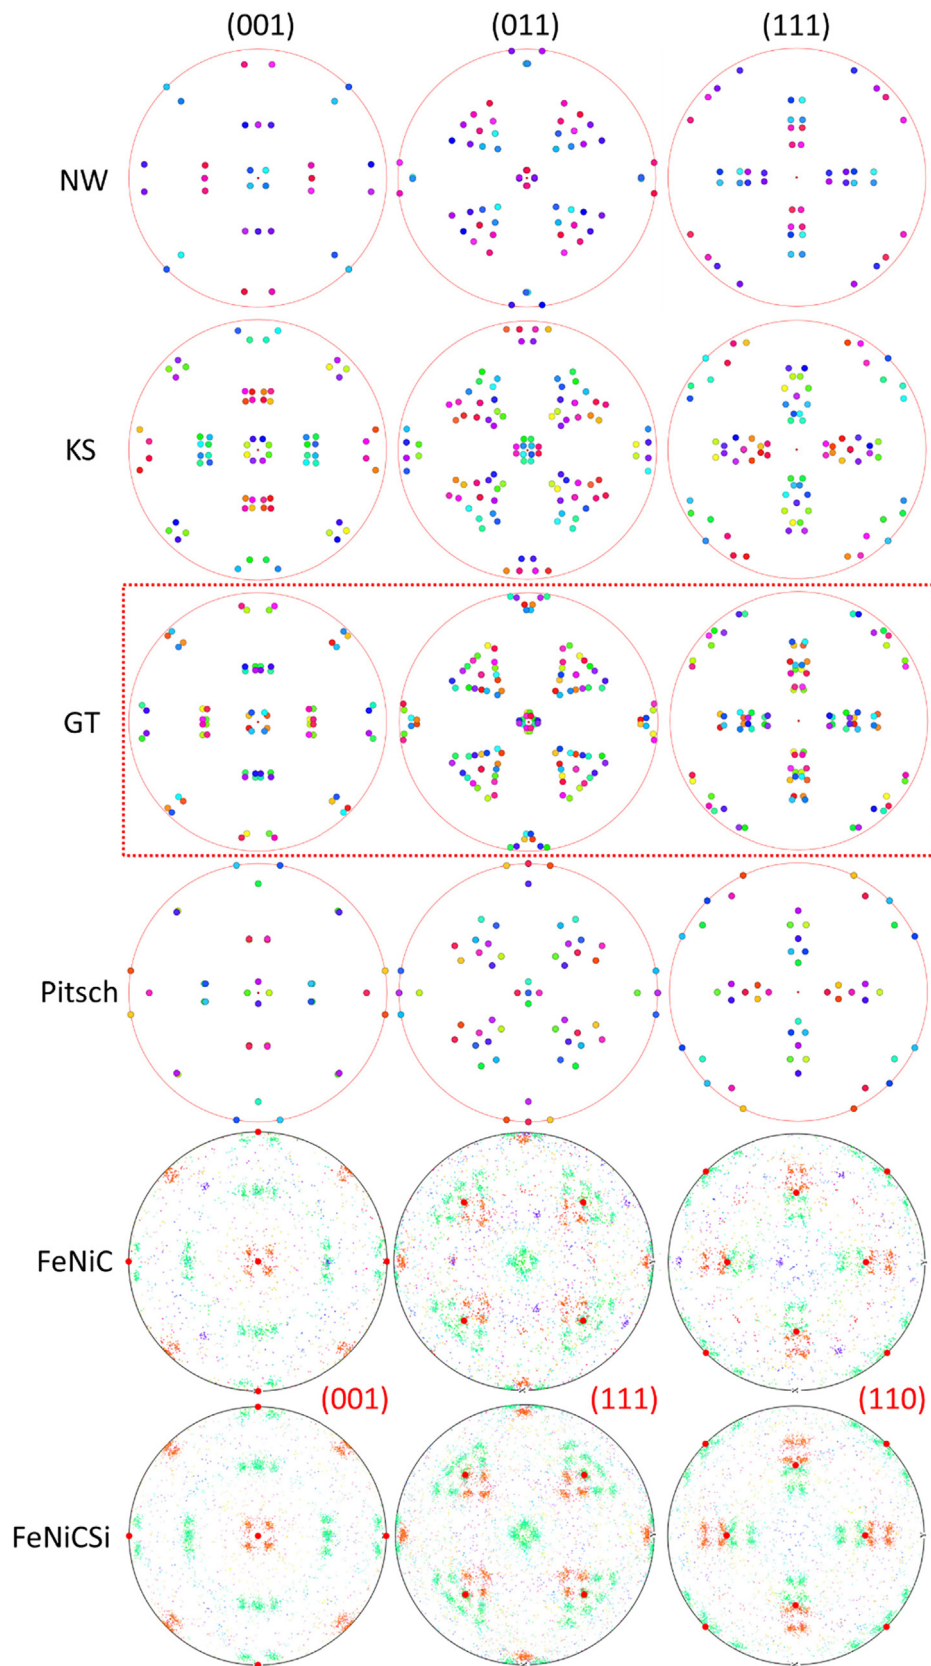 (001) (011) (111)
NW
KS
GT
Pitsch
FeNiC
(001) (111) (110)
FeNiCSi